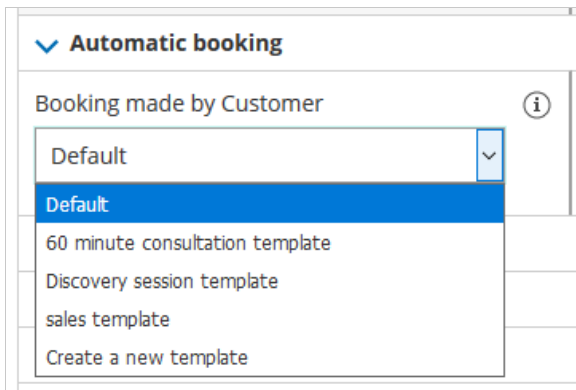 Automatic booking
Booking made by Customer
Default
Default
60 minute consultation template
Discovery session template
sales template
Create a new template